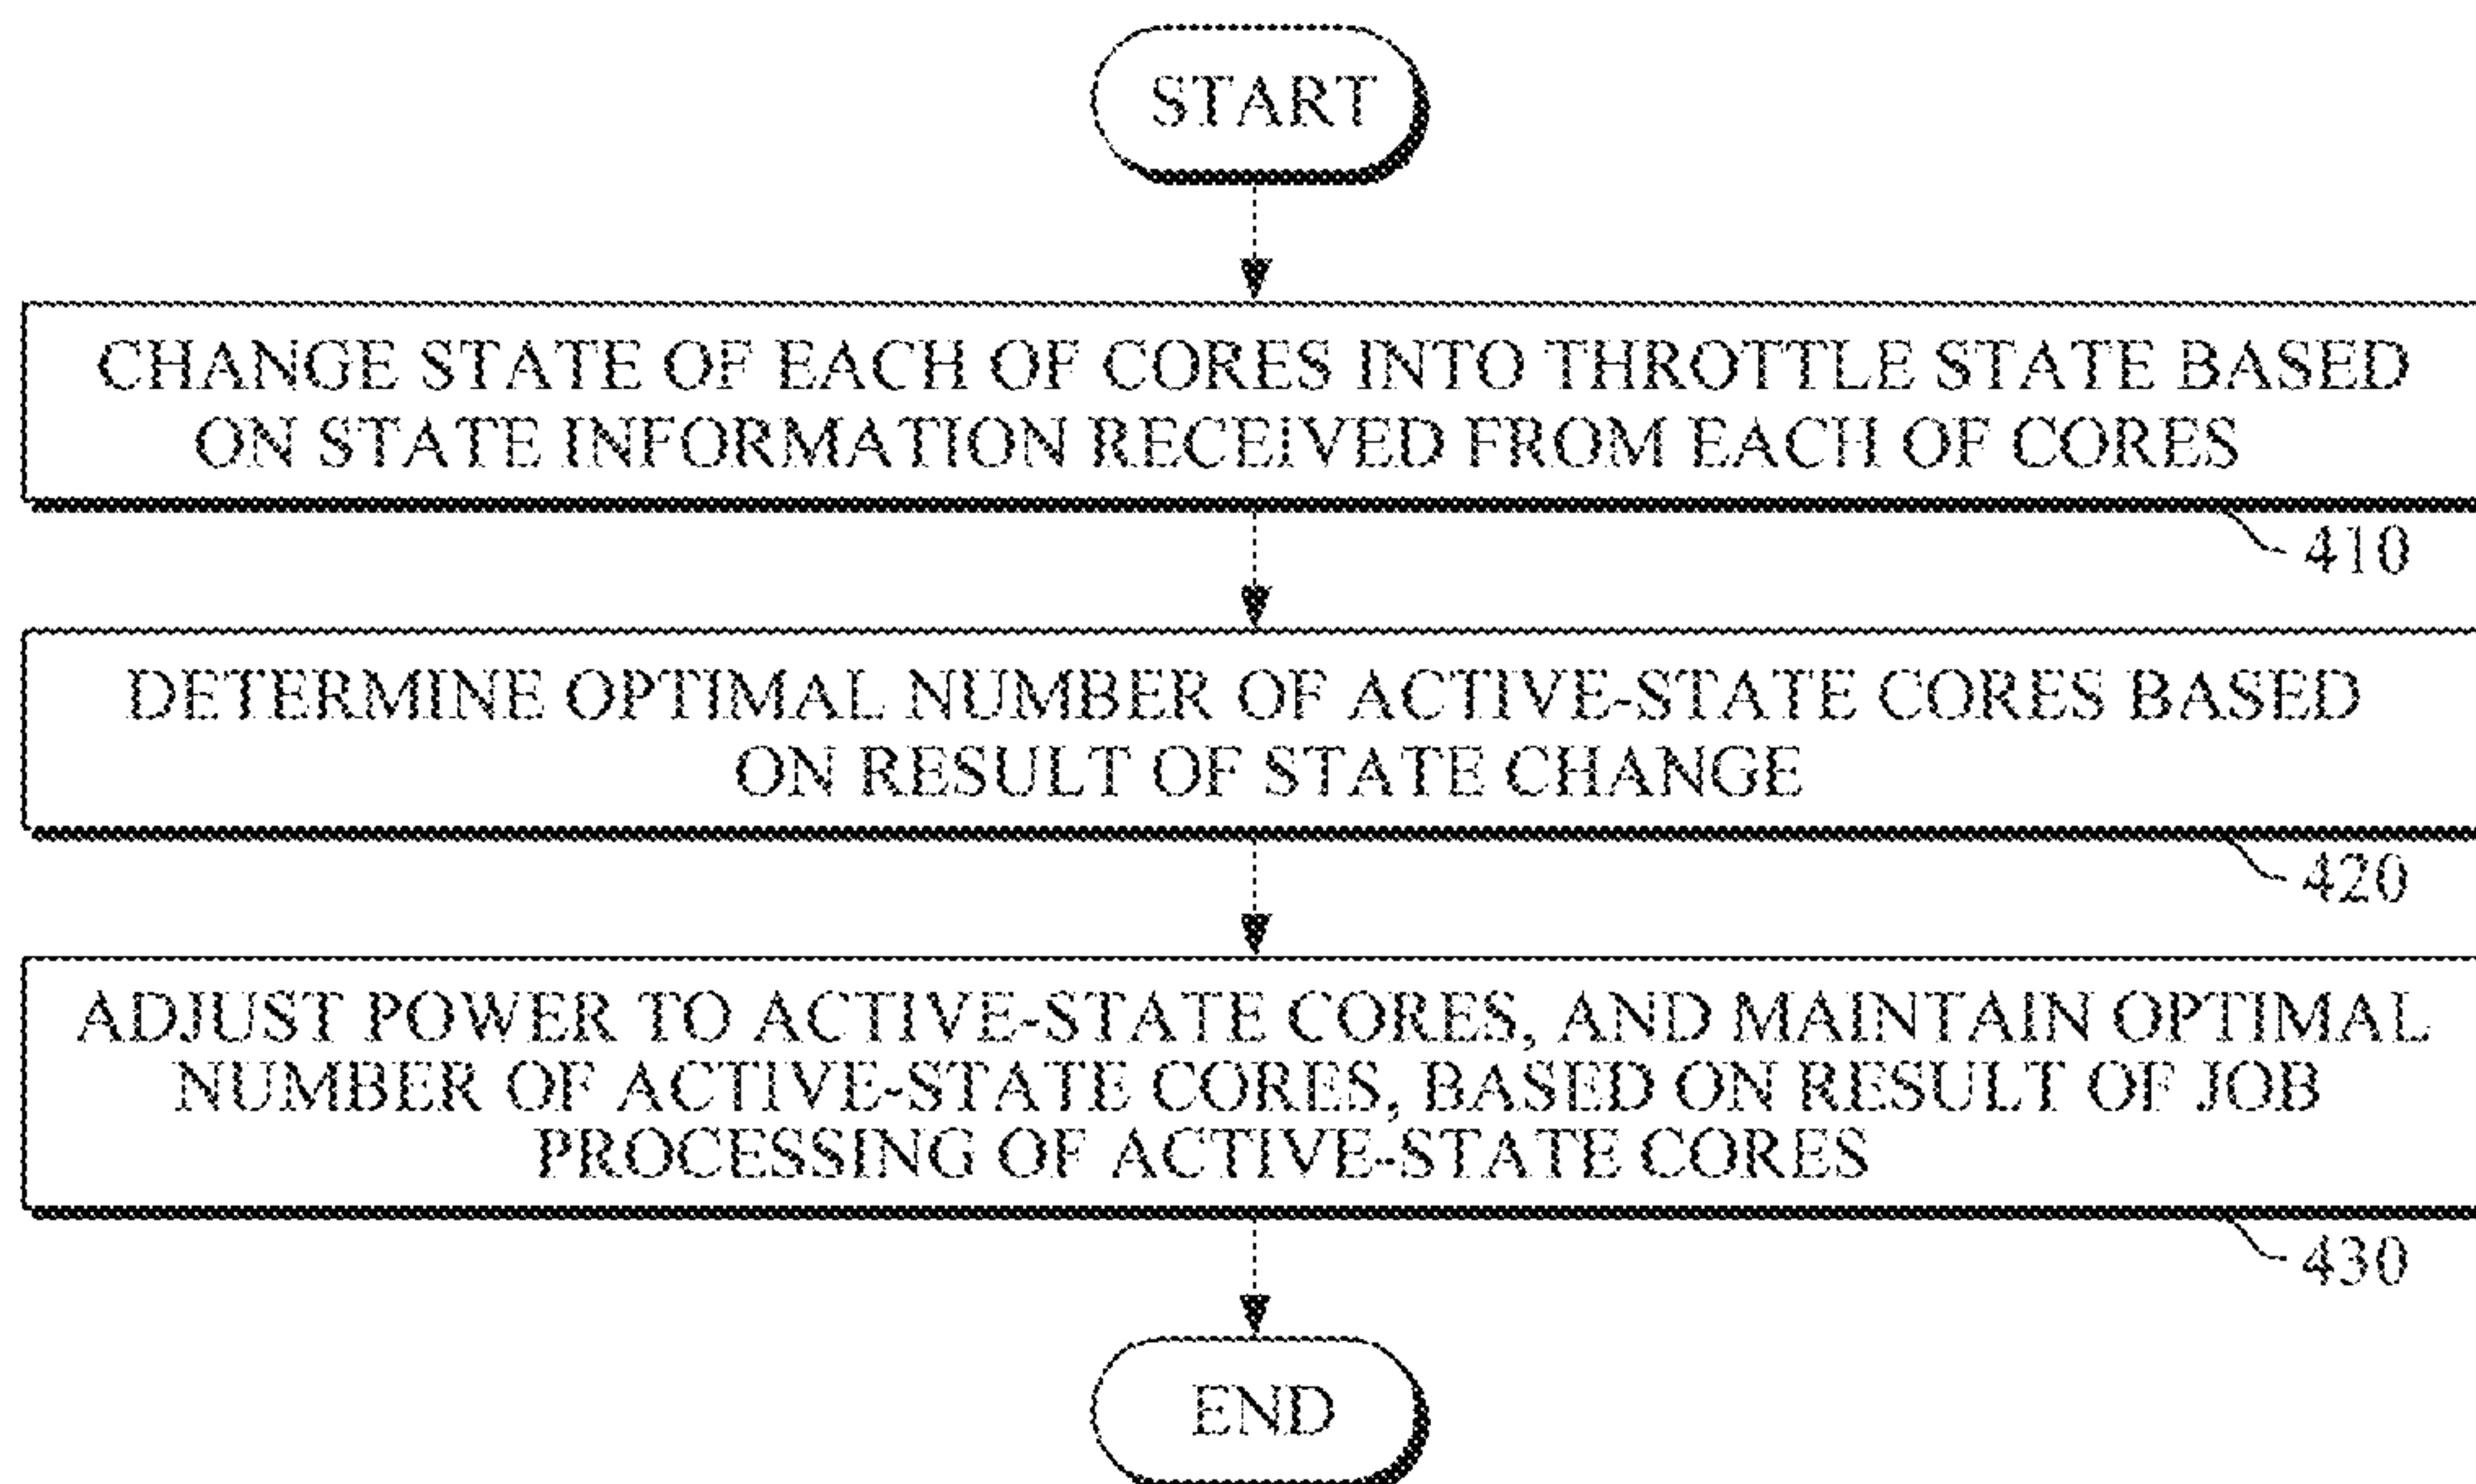 START
CHANGE STATE OF EACH OF CORES INTO THROTTLE STATE BASED
ON STATE INFORMATION RECEIVED FROM EACH OF CORES
410
DETERMINE OPTIMAL NUMBER OF ACTIVE-STATE CORES BASED
ON RESULT OF STATE CHANGE
420
ADJUST POWER TO ACTIVE-STATE CORES, AND MAINTAIN OPTIMAL
NUMBER OF ACTIVE-STATE CORES, BASED ON RESULT OF JOB
PROCESSING OF ACTIVE-STATE CORES
430
END